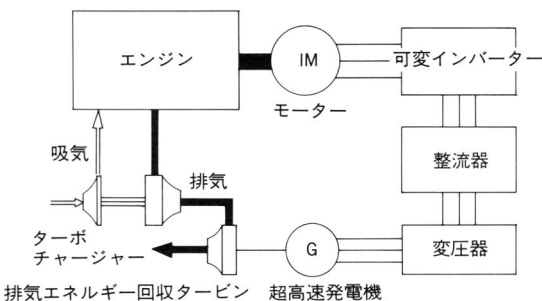 エンジン
IM
可変インバーター
モーター
吸気
整流器
排気
ターボ
チャージャー
G
変圧器
排気エネルギー回収タービン
超高速発電機